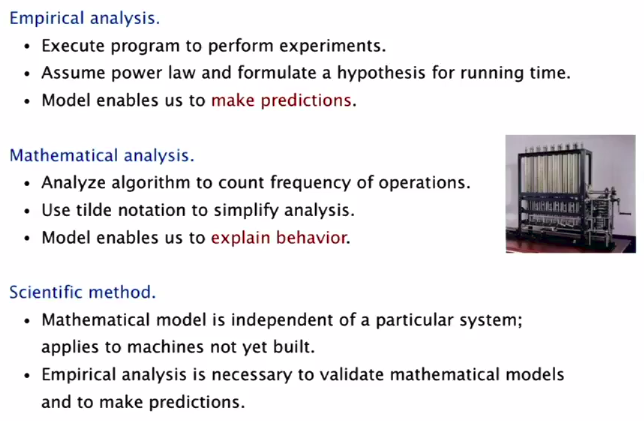 Empirical analysis.
• Execute program to perform experiments.
• Assume power law and formulate a hypothesis for running time.
• Model enables us to make predictions.
Mathematical analysis.
• Analyze algorithm to count frequency of operations.
• Use tilde notation to simplify analysis.
• Model enables us to explain behavior.
Scientific method.
• Mathematical model is independent of a particular system;
applies to machines not yet built.
• Empirical analysis is necessary to validate mathematical models
and to make predictions.